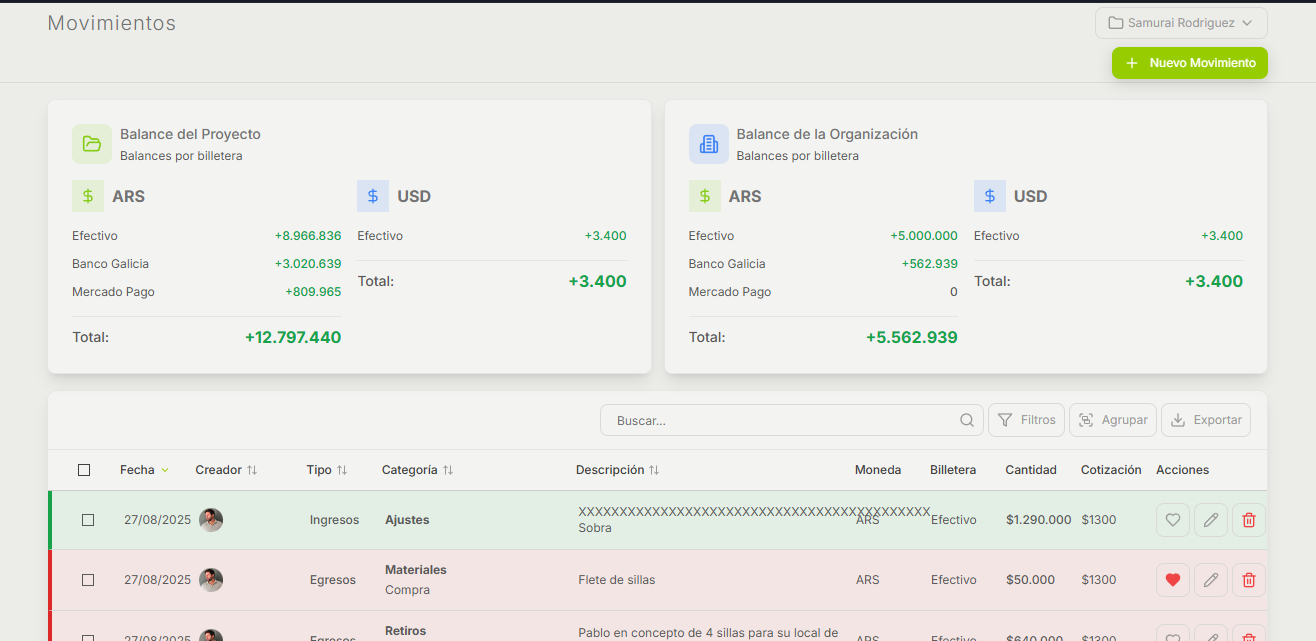 Movimientos
Samurai Rodriguez
Nuevo Movimiento
Balance del Proyecto
Balances por billetera
$ ARS
Efectivo +8.966.836
Banco Galicia +3.020.639
Mercado Pago +809.965
Total: +12.797.440
$ USD
Efectivo +3.400
Total: +3.400
Balance de la Organización
Balances por billetera
$ ARS
Efectivo +5.000.000
Banco Galicia +562.939
Mercado Pago 0
Total: +5.562.939
$ USD
Efectivo +3.400
Total: +3.400
Buscar...
Filtros
Agrupar
Exportar
Fecha Creador Tipo Categoría Descripción Moneda Billetera Cantidad Cotización Acciones
27/08/2025 Ingresos Ajustes XXXXXXXXXXXXXXXXXXXXXXXXXXXXXXXXXXXXXXXXXXX ARS Efectivo $1.290.000 $1300
Sobra
27/08/2025 Egresos Materiales Flete de sillas ARS Efectivo $50.000 $1300
Compra
27/08/2025 Egresos Retiros Pablo en concepto de 4 sillas para su local de ARS Efectivo $640.000 $1300